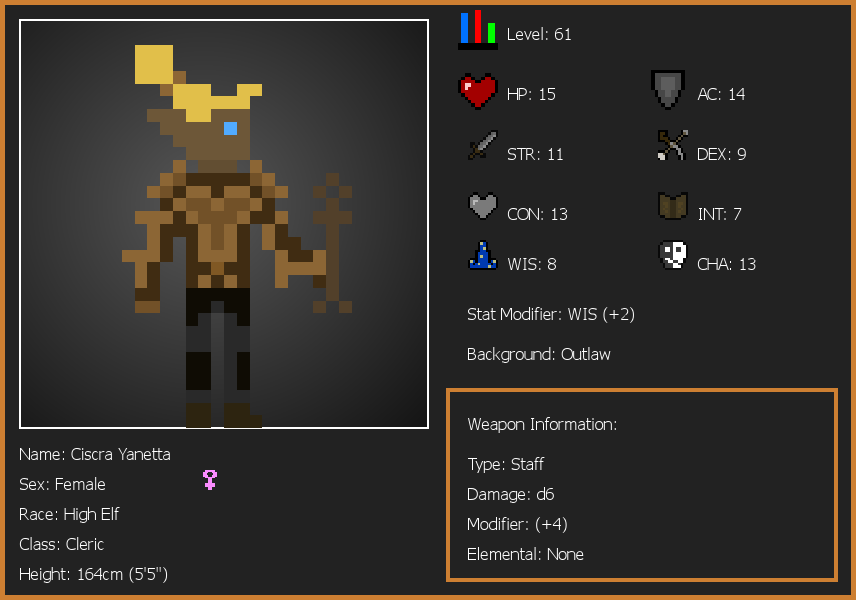 Level: 61
HP: 15
AC: 14
STR: 11
DEX: 9
CON: 13
INT: 7
WIS: 8
CHA: 13
Stat Modifier: WIS (+2)
Background: Outlaw
Weapon Information:
Type: Staff
Damage: d6
Modifier: (+4)
Elemental: None
Name: Ciscra Yanetta
Sex: Female
Race: High Elf
Class: Cleric
Height: 164cm (5'5")